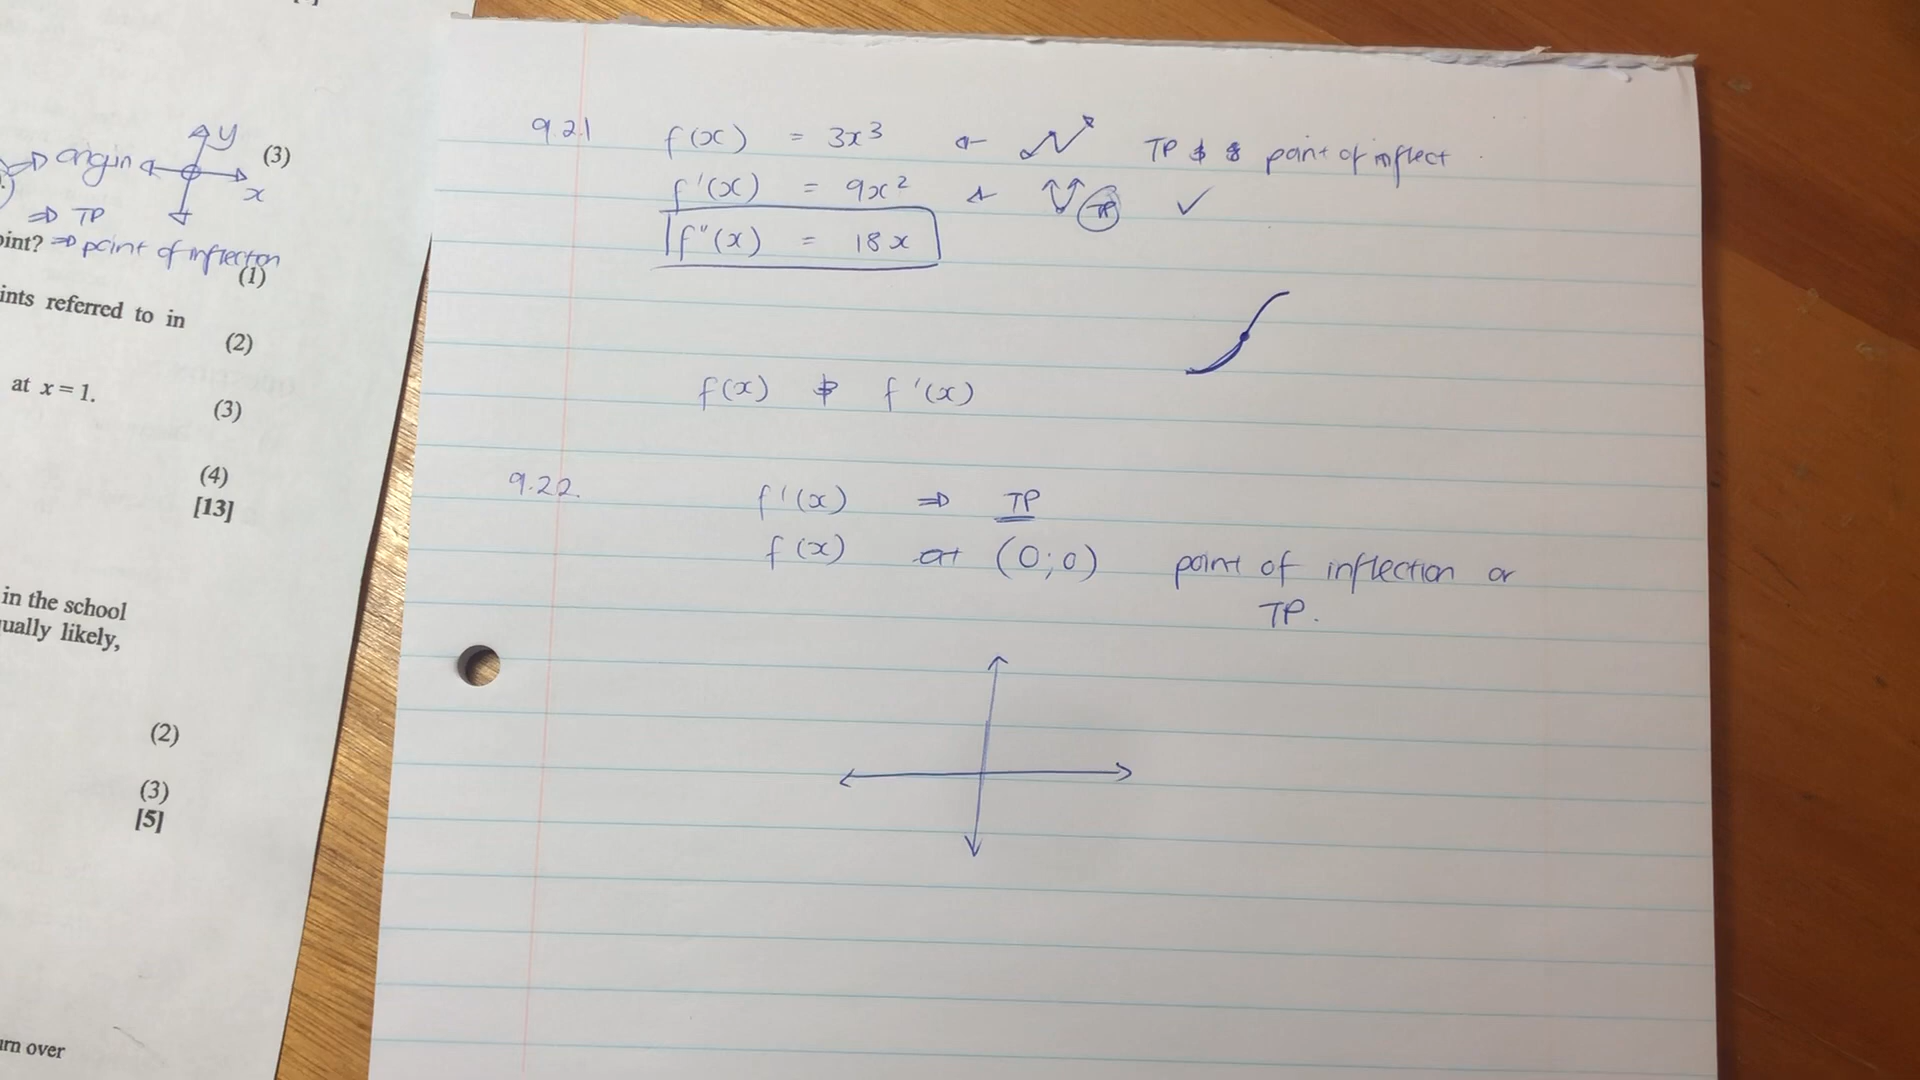 y
origin
(3)
x
⇒ TP
oint? ⇒ point of inflection
(1)
ints referred to in
(2)
at x = 1.
(3)
(4)
[13]
in the school
ually likely,
(2)
(3)
[5]
urn over
9.2.1 f(x) = 3x³ TP & point of inflect
f'(x) = 9x² TP ✓
f''(x) = 18x
f(x) f'(x)
9.2.2. f'(x) ⇒ TP
f(x) at (0;0) point of inflection or
TP.